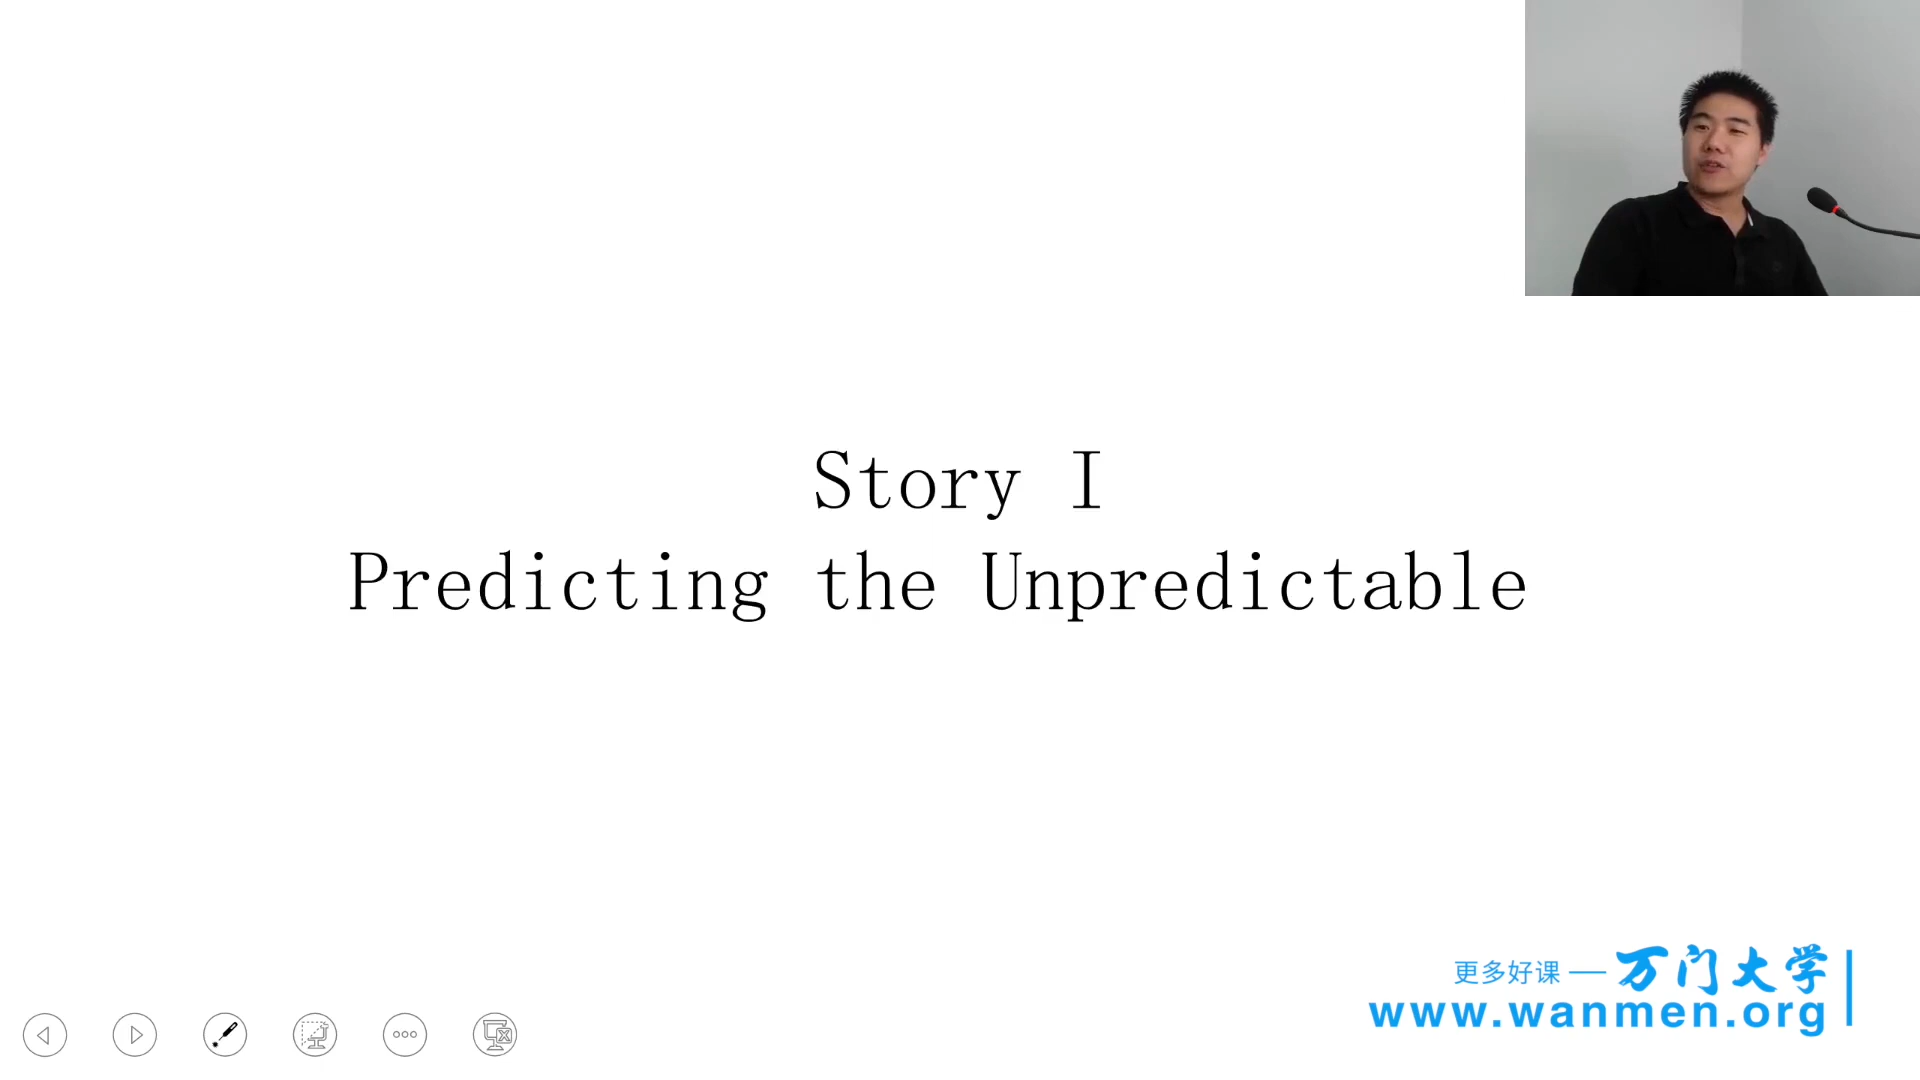 Story I
Predicting the Unpredictable
更多好课 — 万门大学
www.wanmen.org